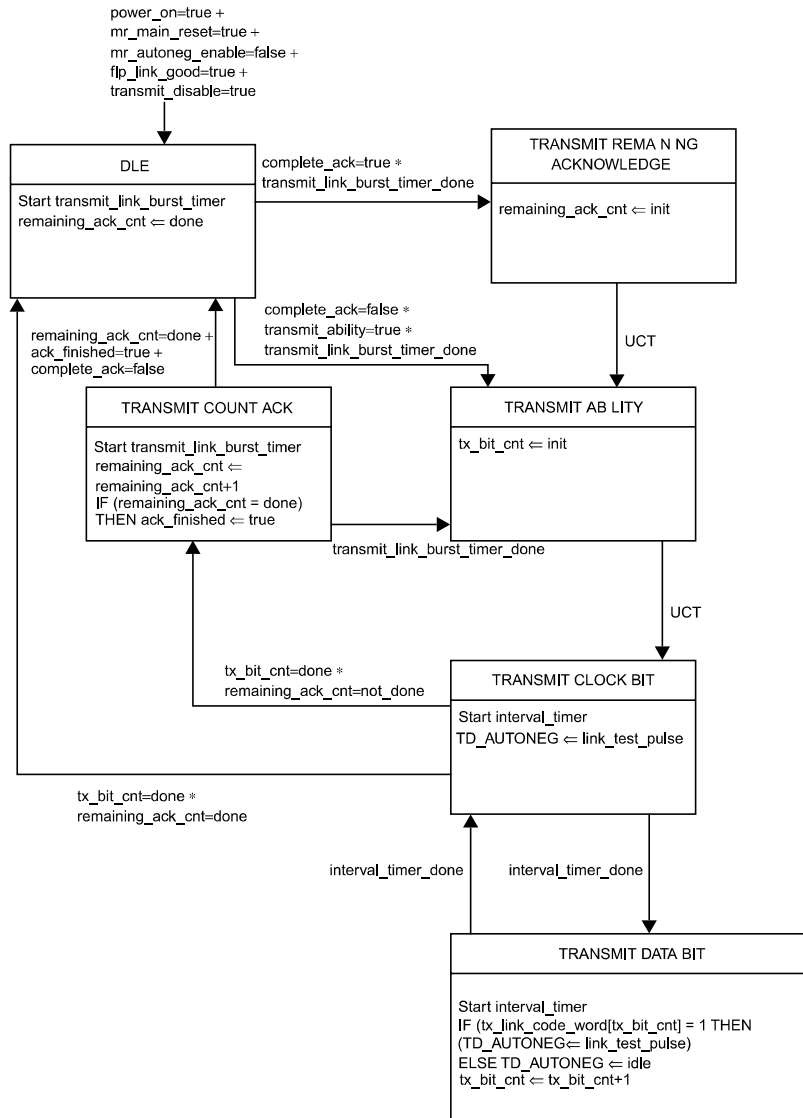 power_on=true +
mr_main_reset=true +
mr_autoneg_enable=false +
flp_link_good=true +
transmit_disable=true
DLE
Start transmit_link_burst_timer
remaining_ack_cnt ⇐ done
complete_ack=true *
transmit_link_burst_timer_done
TRANSMIT REMA N NG
ACKNOWLEDGE
remaining_ack_cnt ⇐ init
remaining_ack_cnt=done +
ack_finished=true +
complete_ack=false
complete_ack=false *
transmit_ability=true *
transmit_link_burst_timer_done
UCT
TRANSMIT COUNT ACK
Start transmit_link_burst_timer
remaining_ack_cnt ⇐
remaining_ack_cnt+1
IF (remaining_ack_cnt = done)
THEN ack_finished ⇐ true
TRANSMIT AB LITY
tx_bit_cnt ⇐ init
transmit_link_burst_timer_done
UCT
tx_bit_cnt=done *
remaining_ack_cnt=not_done
TRANSMIT CLOCK BIT
Start interval_timer
TD_AUTONEG ⇐ link_test_pulse
tx_bit_cnt=done *
remaining_ack_cnt=done
interval_timer_done
interval_timer_done
TRANSMIT DATA BIT
Start interval_timer
IF (tx_link_code_word[tx_bit_cnt] = 1 THEN
(TD_AUTONEG⇐ link_test_pulse)
ELSE TD_AUTONEG ⇐ idle
tx_bit_cnt ⇐ tx_bit_cnt+1